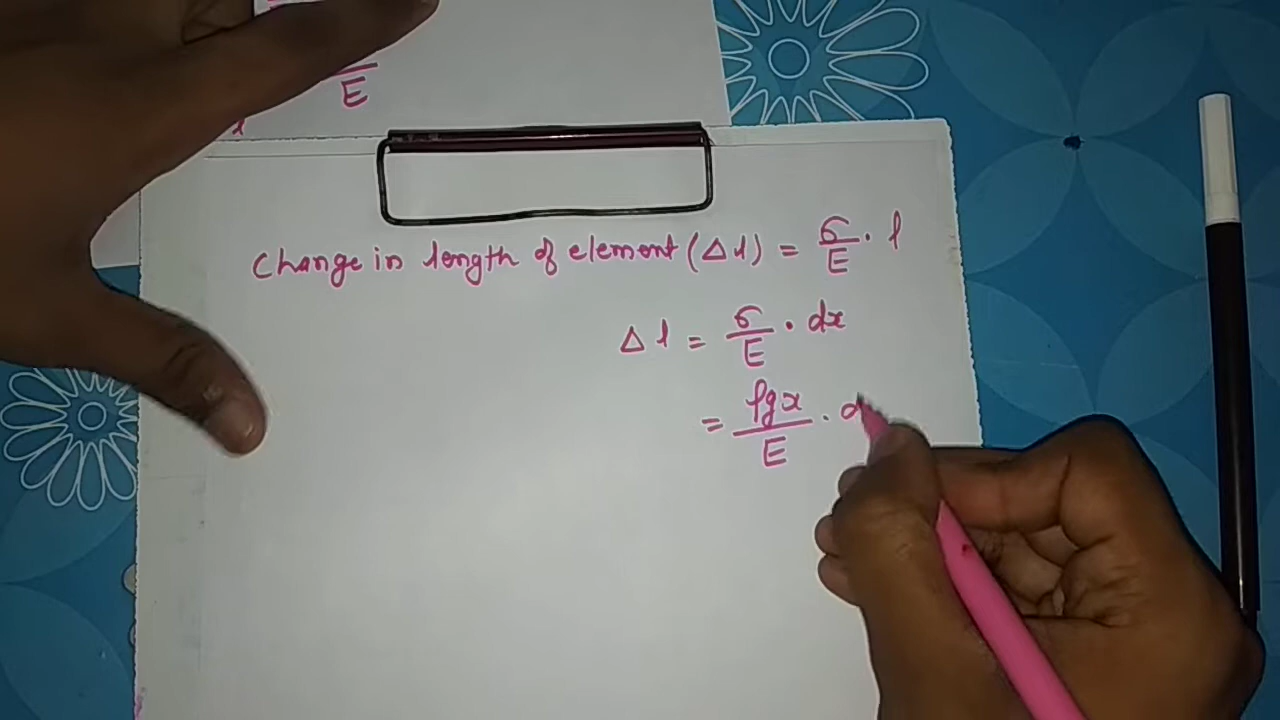 E
Change in length of element (Δl) = σ/E · l
Δl = σ/E · dx
= ρgx/E · d